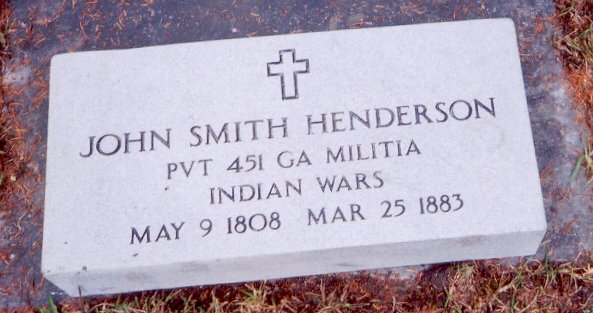 JOHN SMITH HENDERSON
PVT 451 GA MILITIA
INDIAN WARS
MAY 9 1808 MAR 25 1883